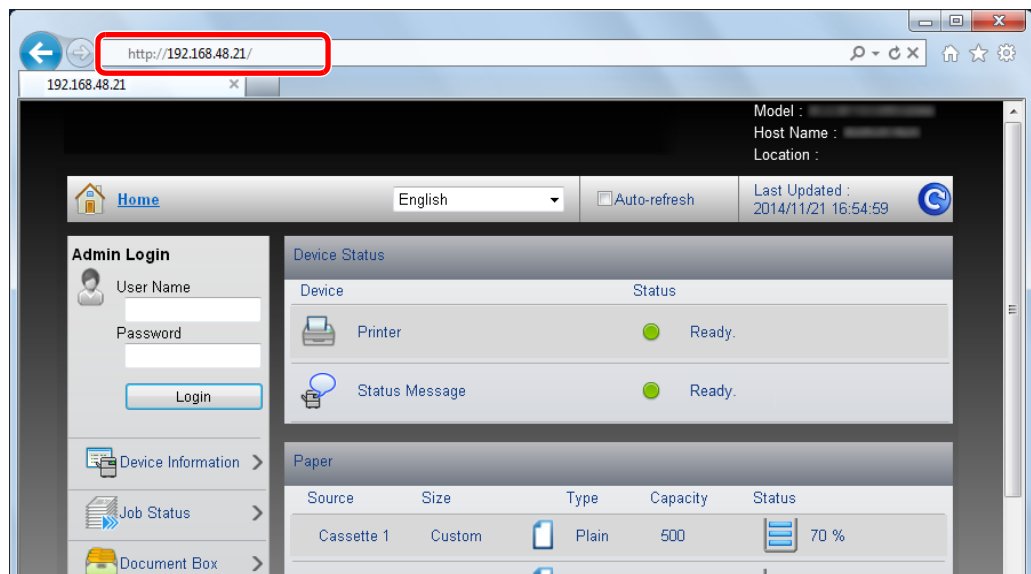 http://192.168.48.21/
192.168.48.21
Model :
Host Name :
Location :
Home
English
Auto-refresh
Last Updated :
2014/11/21 16:54:59
Admin Login
User Name
Password
Login
Device Information
Job Status
Document Box
Device Status
Device Status
Printer Ready.
Status Message Ready.
Paper
Source Size Type Capacity Status
Cassette 1 Custom Plain 500 70 %